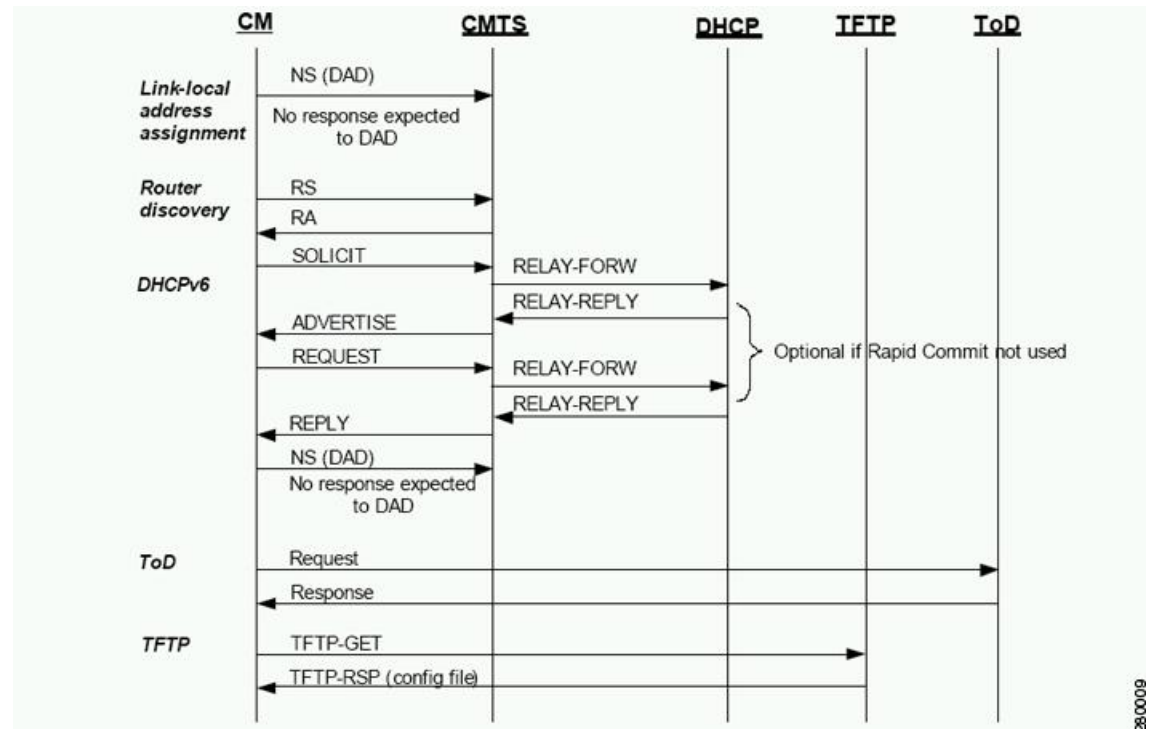 CM CMTS DHCP TFTP ToD
NS (DAD)
Link-local
address
assignment
No response expected
to DAD
Router
discovery
RS
RA
SOLICIT
DHCPv6
RELAY-FORW
RELAY-REPLY
ADVERTISE
REQUEST
Optional if Rapid Commit not used
RELAY-FORW
RELAY-REPLY
REPLY
NS (DAD)
No response expected
to DAD
ToD
Request
Response
TFTP
TFTP-GET
TFTP-RSP (config file)
280009